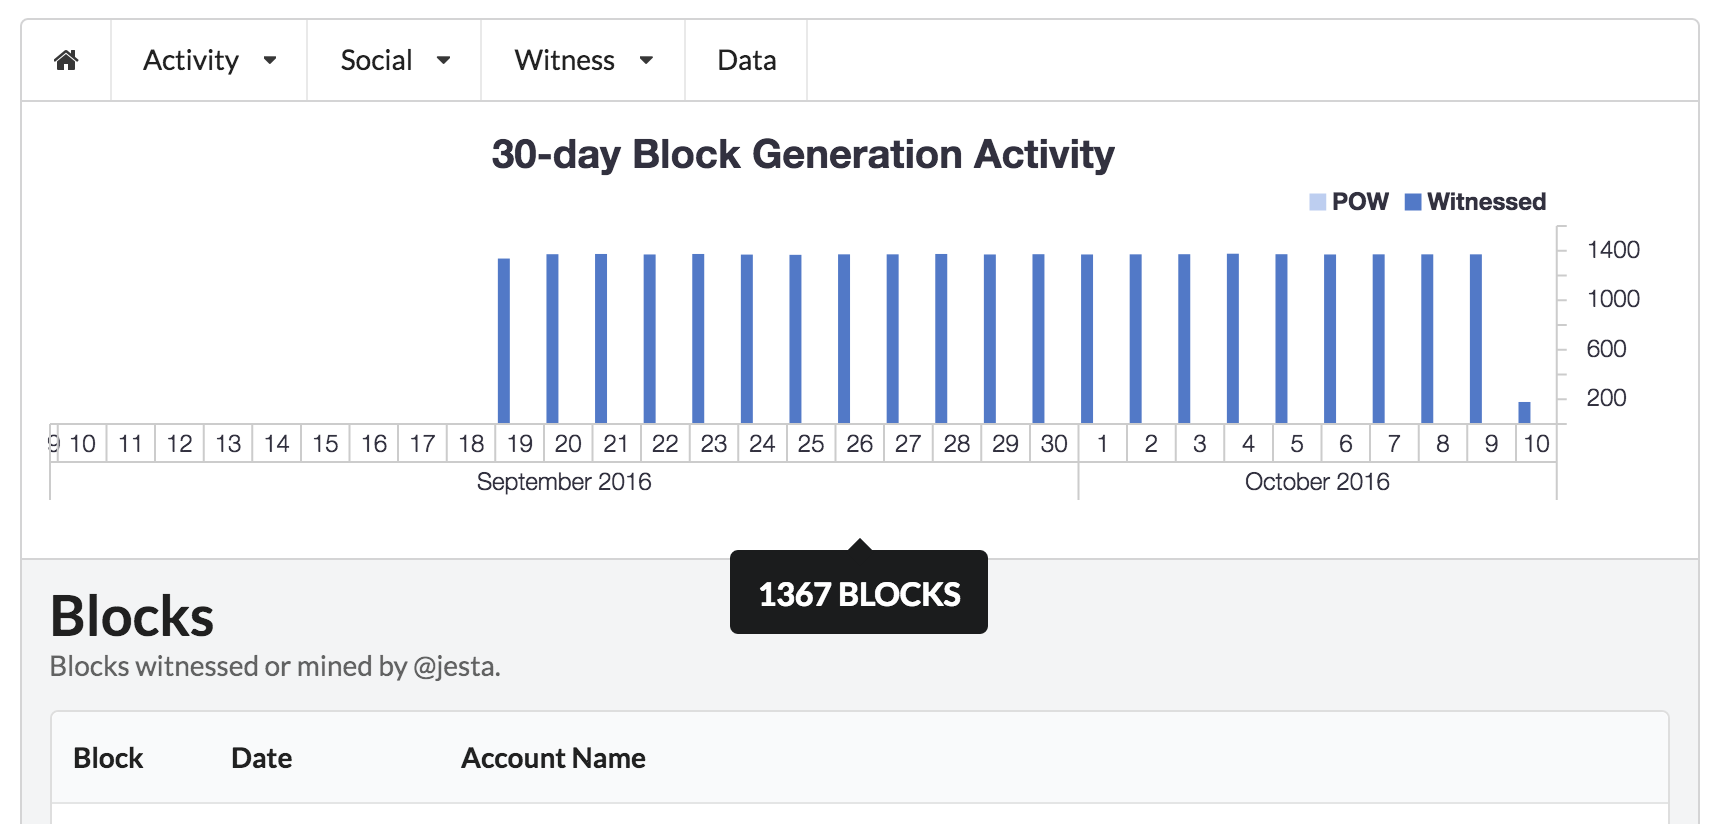 Activity Social Witness Data
30-day Block Generation Activity
POW Witnessed
1400
1000
600
200
9 10 11 12 13 14 15 16 17 18 19 20 21 22 23 24 25 26 27 28 29 30 1 2 3 4 5 6 7 8 9 10
September 2016 October 2016
1367 BLOCKS
Blocks
Blocks witnessed or mined by @jesta.
Block Date Account Name